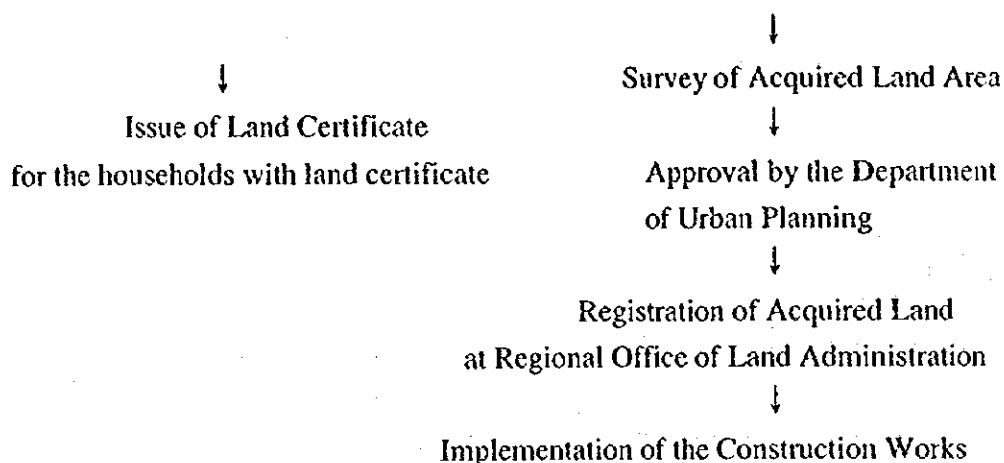 ↓
Survey of Acquired Land Area
↓
Issue of Land Certificate
for the households with land certificate
↓
Approval by the Department
of Urban Planning
↓
Registration of Acquired Land
at Regional Office of Land Administration
↓
Implementation of the Construction Works